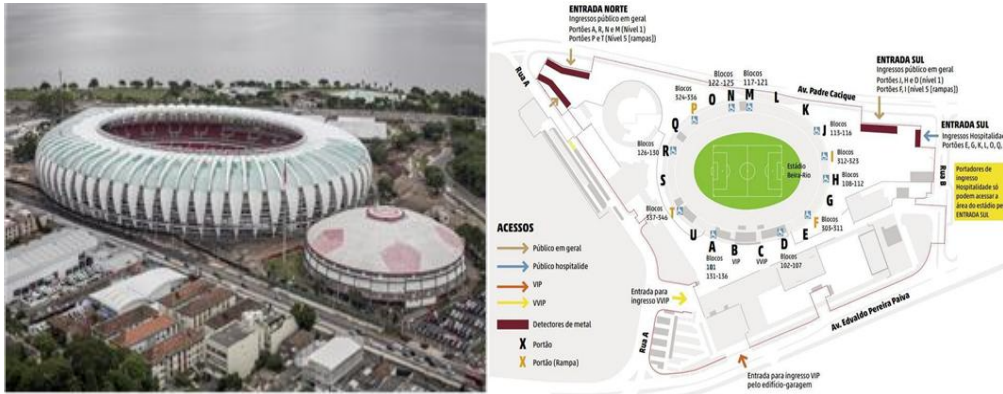 ENTRADA NORTE
Ingressos público em geral
Portões A, R, N e M (Nível 1)
Portões P e T (Nível 5 [rampas])
Rua A
ENTRADA SUL
Ingressos público em geral
Portões J, H e D (nível 1)
Portões F, I (nível 5 [rampas])
Av. Padre Cacique
ENTRADA SUL
Ingressos Hospitalidad
Portões E, G, K, L, O, Q,
Rua B
Portadores de
ingresso
Hospitalidade só
podem acessar a
área do estádio pe
ENTRADA SUL
Blocos
324-336
P
O
Blocos
122-125
N
Blocos
117-121
M
L
K
J
Blocos
113-116
I
Blocos
312-323
H
Blocos
108-112
G
F
Blocos
303-311
E
D
Blocos
102-107
C
VVIP
B
VIP
A
Blocos
101
131-136
U
T
Blocos
337-346
S
R
Blocos
126-130
Q
Estádio
Beira-Rio
ACESSOS
Público em geral
Público hospitalide
VIP
VVIP
Detectores de metal
X Portão
X Portão (Rampa)
Entrada para
ingresso VVIP
Rua A
Av. Edvaldo Pereira Paiva
Entrada para ingresso VIP
pelo edifício-garagem